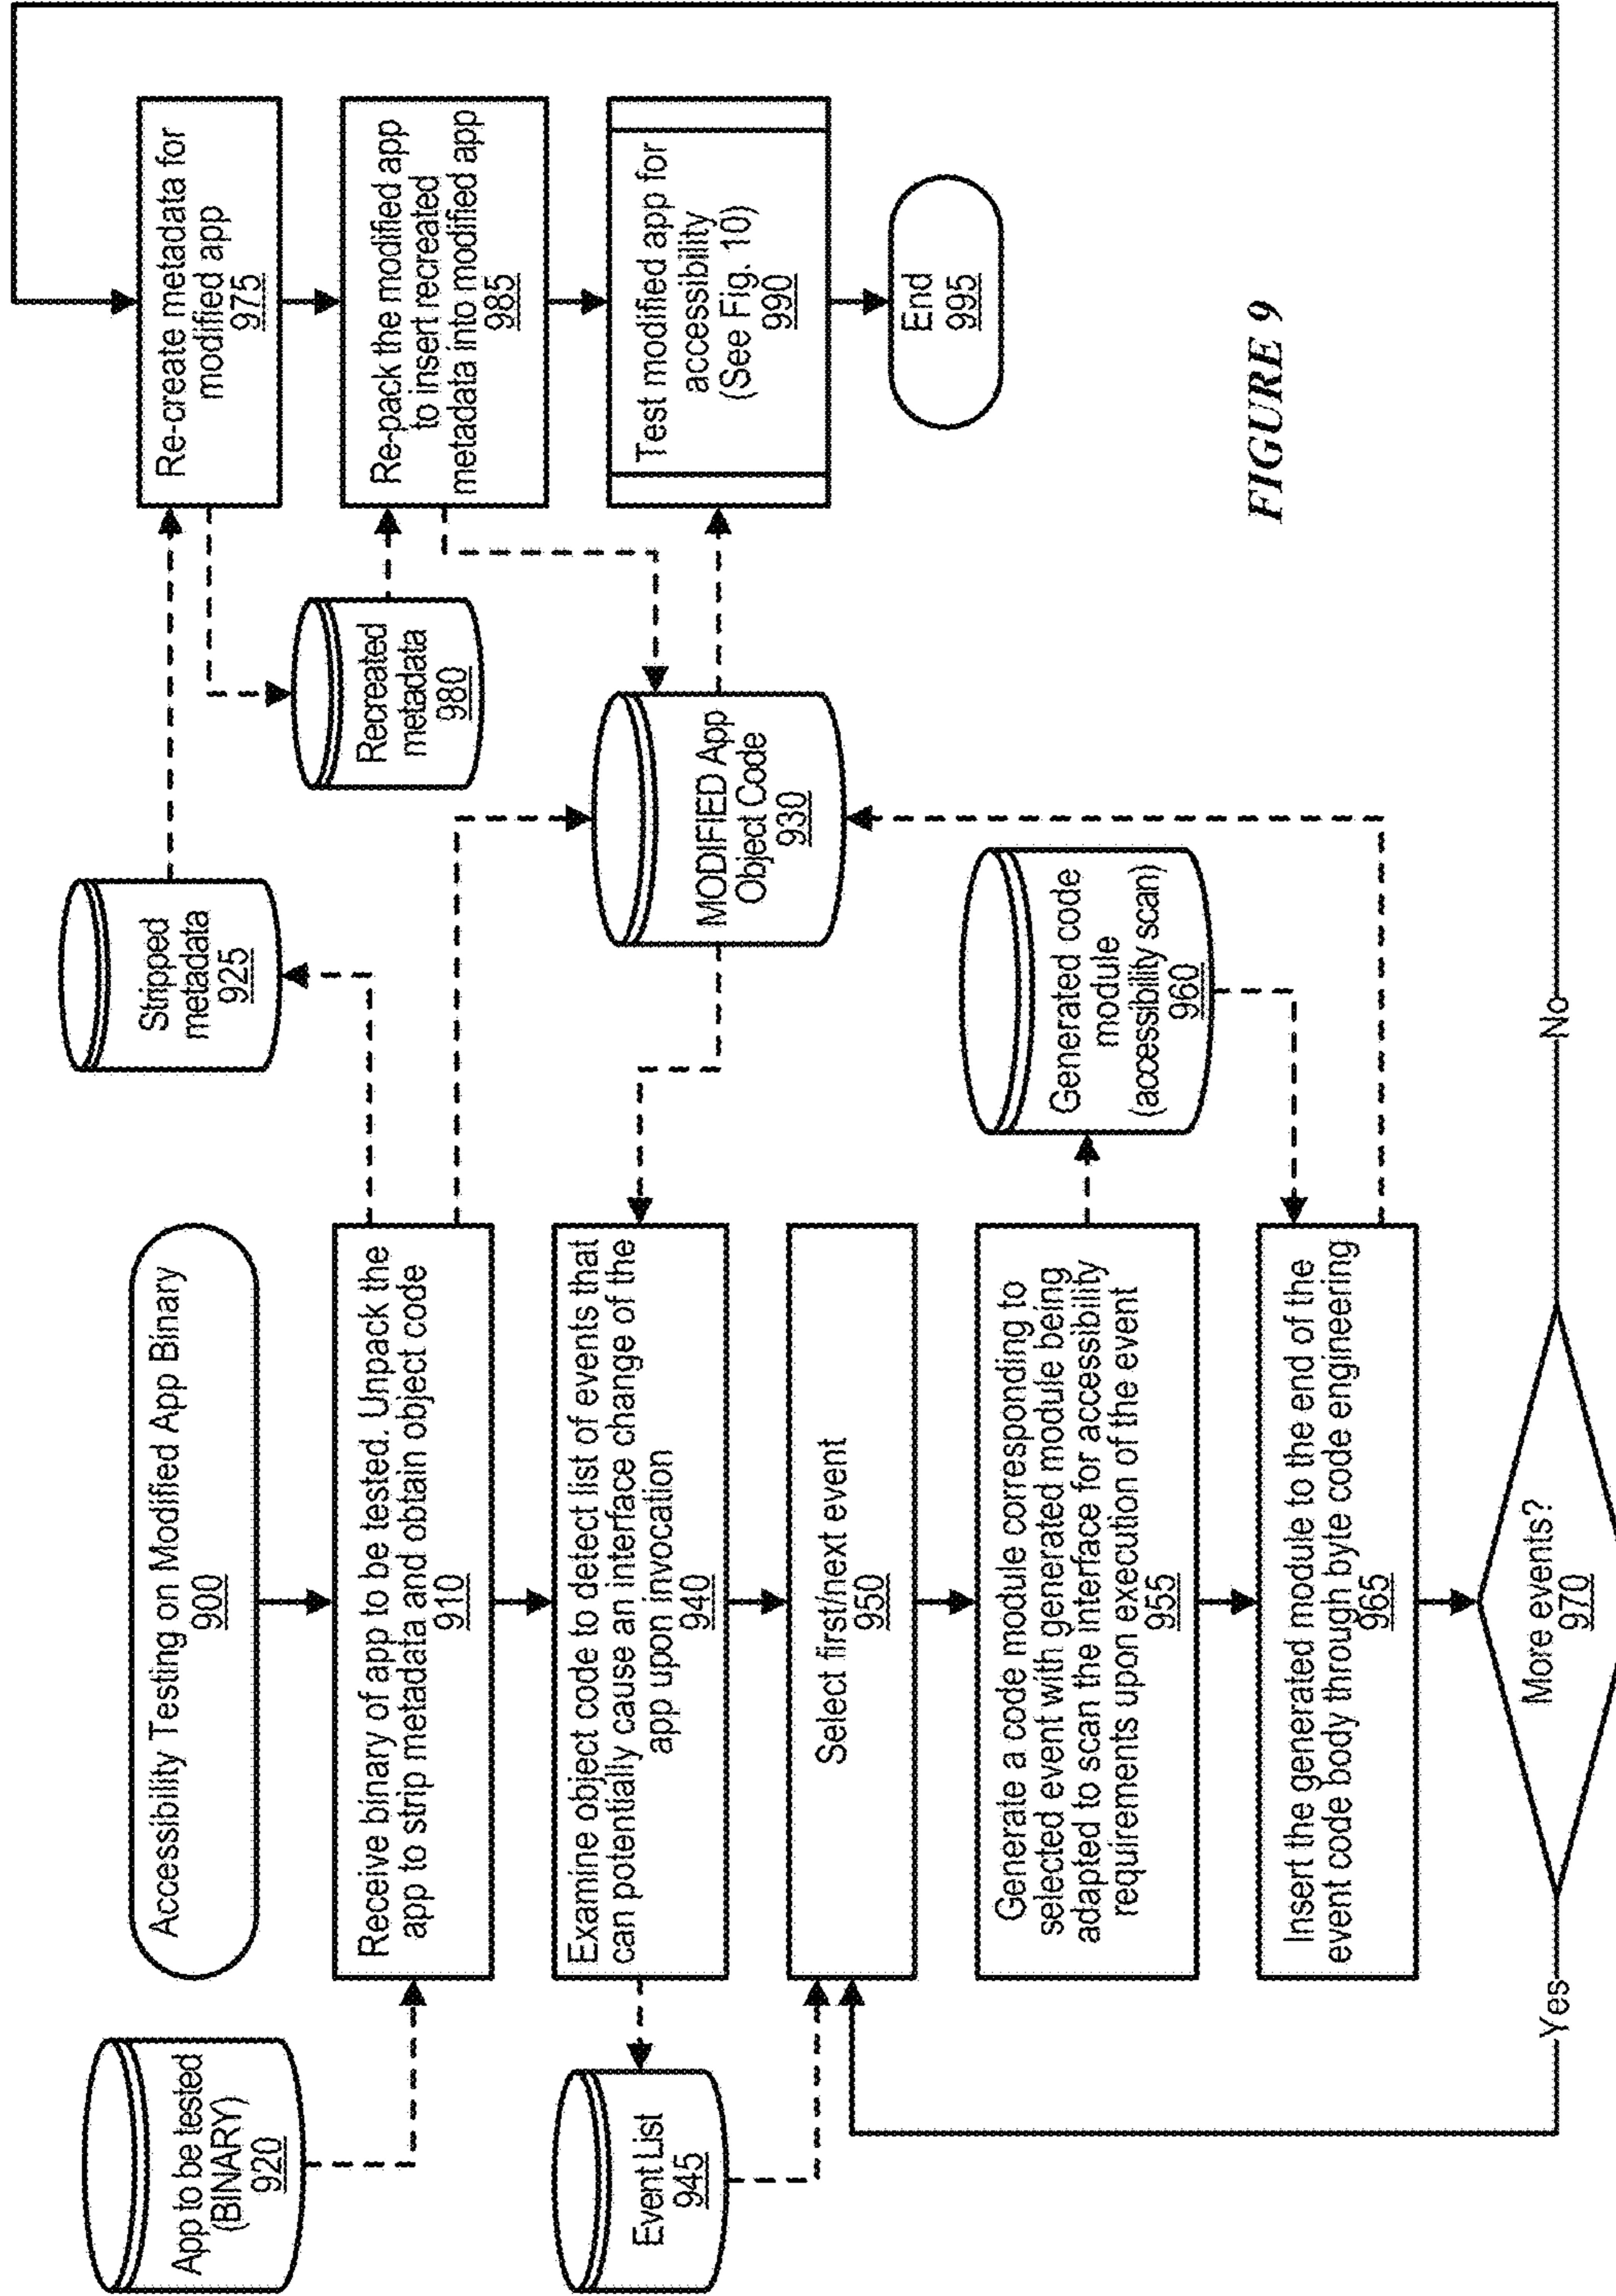 Accessibility Testing on Modified App Binary
900
App to be tested
(BINARY)
920
Receive binary of app to be tested. Unpack the
app to strip metadata and obtain object code
910
Stripped
metadata
925
Re-create metadata for
modified app
975
Recreated
metadata
980
Re-pack the modified app
to insert recreated
metadata into modified app
985
Event List
945
Examine object code to detect list of events that
can potentially cause an interface change of the
app upon invocation
940
MODIFIED App
Object Code
930
Test modified app for
accessibility
(See Fig. 10)
990
Select first/next event
950
End
995
Generate a code module corresponding to
selected event with generated module being
adapted to scan the interface for accessibility
requirements upon execution of the event
955
Generated code
module
(accessibility scan)
960
Insert the generated module to the end of the
event code body through byte code engineering
965
FIGURE 9
Yes
More events?
970
No